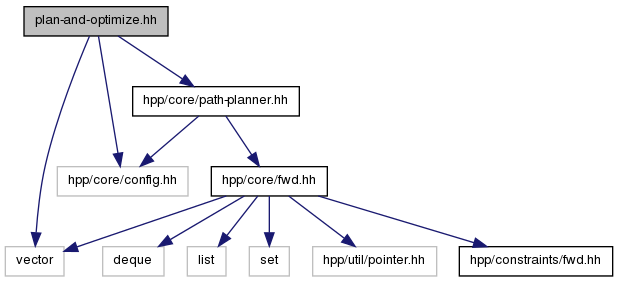 plan-and-optimize.hh
hpp/core/path-planner.hh
hpp/core/config.hh
hpp/core/fwd.hh
vector
deque
list
set
hpp/util/pointer.hh
hpp/constraints/fwd.hh